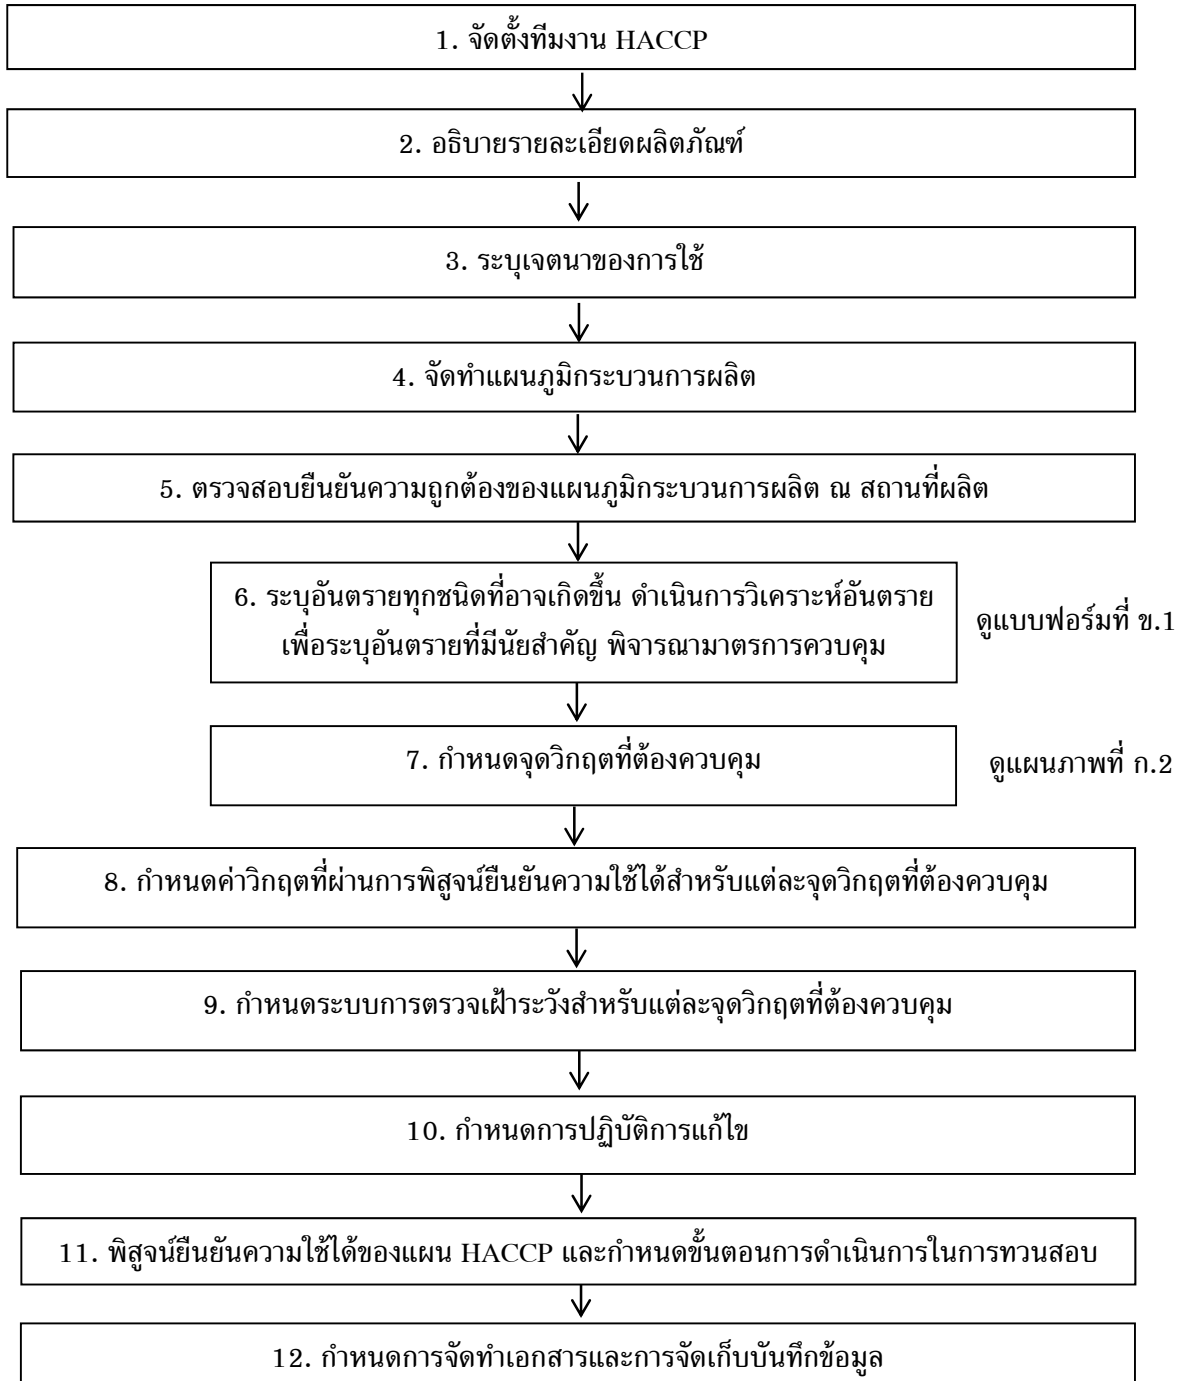 1. จัดตั้งทีมงาน HACCP
2. อธิบายรายละเอียดผลิตภัณฑ์
3. ระบุเจตนาของการใช้
4. จัดทำแผนภูมิกระบวนการผลิต
5. ตรวจสอบยืนยันความถูกต้องของแผนภูมิกระบวนการผลิต ณ สถานที่ผลิต
6. ระบุอันตรายทุกชนิดที่อาจเกิดขึ้น ดำเนินการวิเคราะห์อันตราย
เพื่อระบุอันตรายที่มีนัยสำคัญ พิจารณามาตรการควบคุม
ดูแบบฟอร์มที่ ข.1
7. กำหนดจุดวิกฤตที่ต้องควบคุม
ดูแผนภาพที่ ก.2
8. กำหนดค่าวิกฤตที่ผ่านการพิสูจน์ยืนยันความใช้ได้สำหรับแต่ละจุดวิกฤตที่ต้องควบคุม
9. กำหนดระบบการตรวจเฝ้าระวังสำหรับแต่ละจุดวิกฤตที่ต้องควบคุม
10. กำหนดการปฏิบัติการแก้ไข
11. พิสูจน์ยืนยันความใช้ได้ของแผน HACCP และกำหนดขั้นตอนการดำเนินการในการทวนสอบ
12. กำหนดการจัดทำเอกสารและการจัดเก็บบันทึกข้อมูล